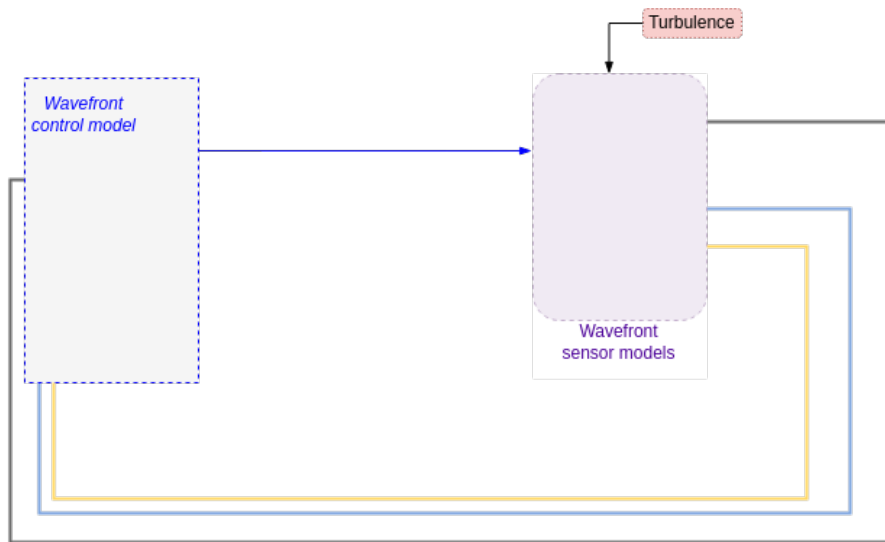 Turbulence
Wavefront
control model
Wavefront
sensor models